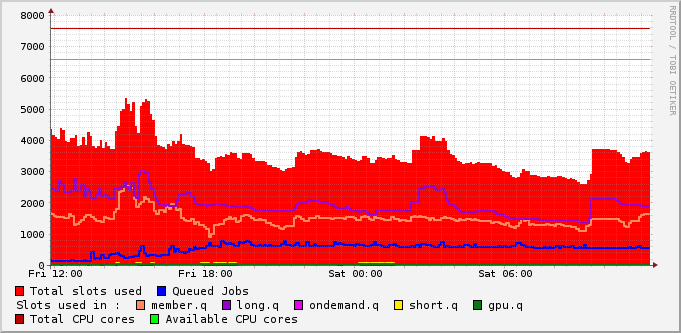 8000
7000
6000
5000
4000
3000
2000
1000
0
Fri 12:00 Fri 18:00 Sat 00:00 Sat 06:00
Total slots used Queued Jobs
Slots used in : member.q long.q ondemand.q short.q gpu.q
Total CPU cores Available CPU cores
RRDTOOL / TOBI OETIKER